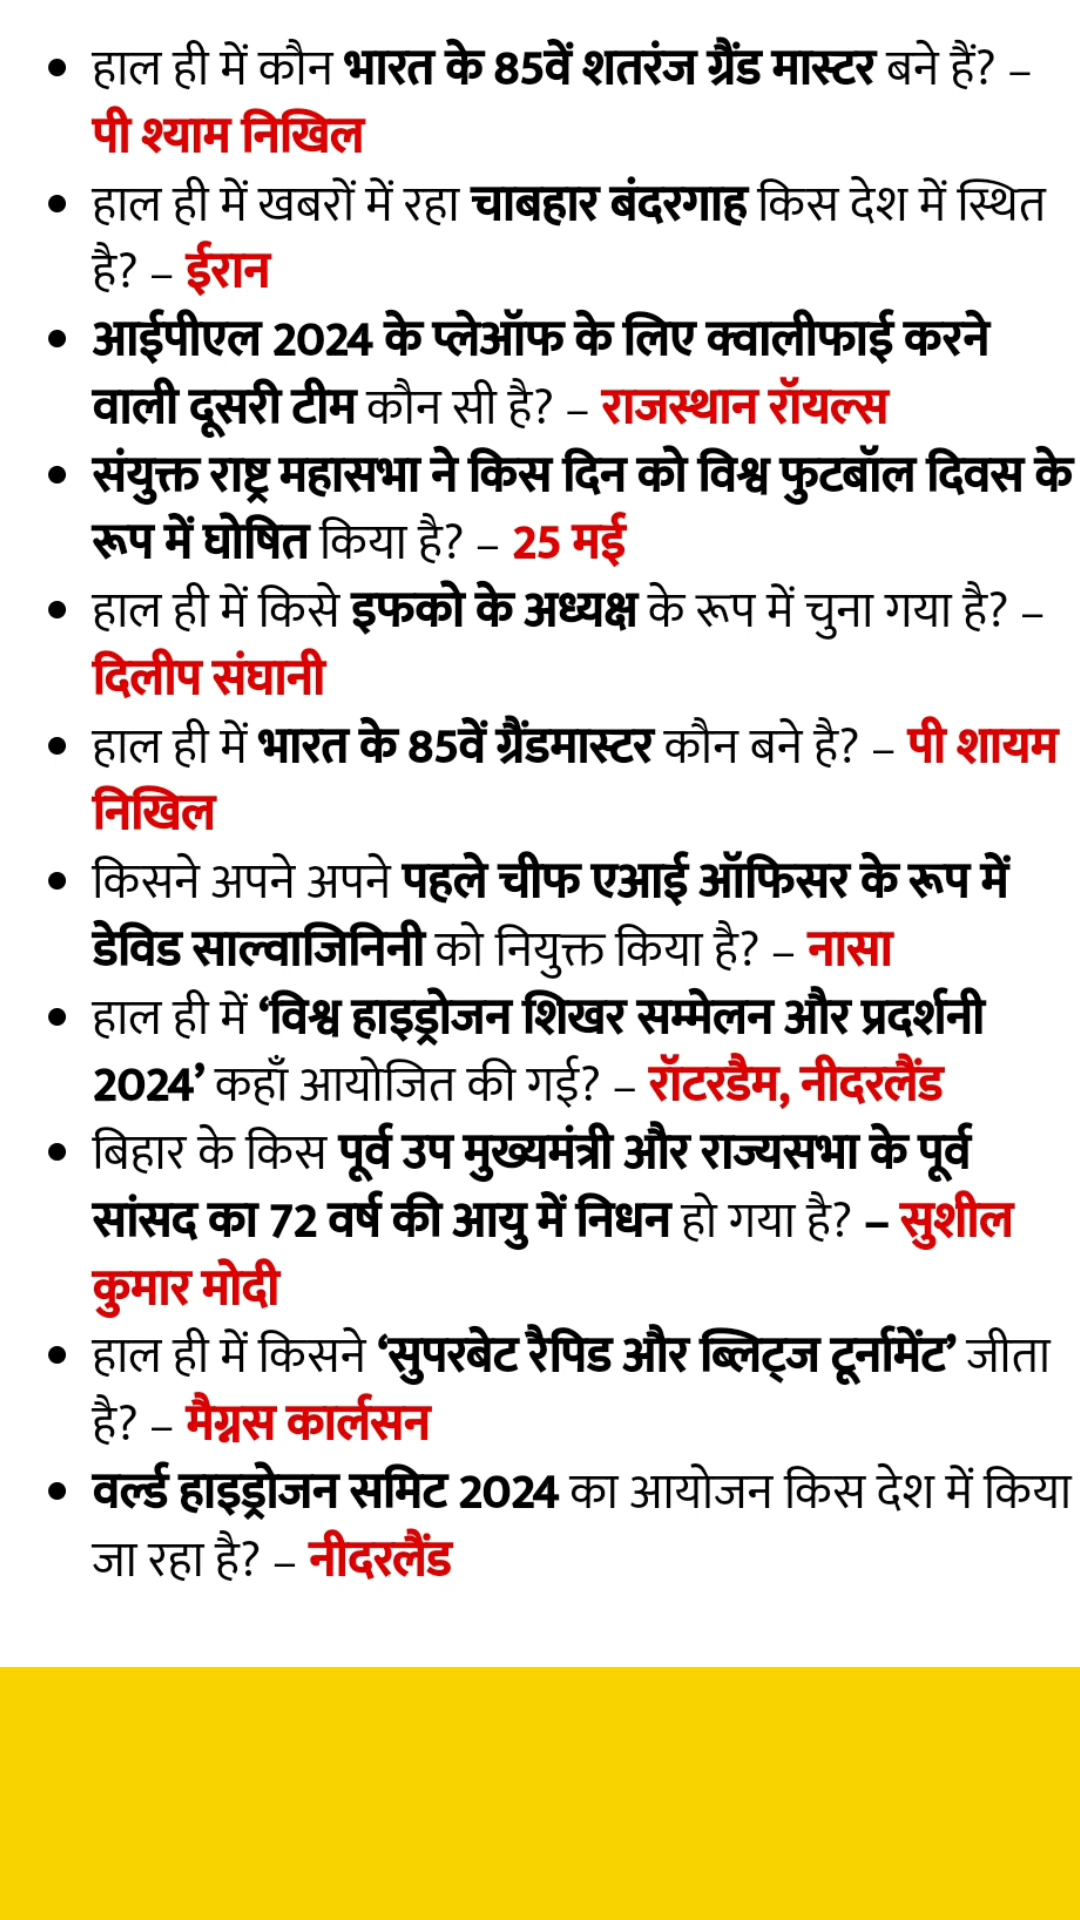 • हाल ही में कौन भारत के 85वें शतरंज ग्रैंड मास्टर बने हैं? –
पी श्याम निखिल
• हाल ही में खबरों में रहा चाबहार बंदरगाह किस देश में स्थित
है? – ईरान
• आईपीएल 2024 के प्लेऑफ के लिए क्वालीफाई करने
वाली दूसरी टीम कौन सी है? – राजस्थान रॉयल्स
• संयुक्त राष्ट्र महासभा ने किस दिन को विश्व फुटबॉल दिवस के
रूप में घोषित किया है? – 25 मई
• हाल ही में किसे इफको के अध्यक्ष के रूप में चुना गया है? –
दिलीप संघानी
• हाल ही में भारत के 85वें ग्रैंडमास्टर कौन बने है? – पी शायम
निखिल
• किसने अपने अपने पहले चीफ एआई ऑफिसर के रूप में
डेविड साल्वाजिनिनी को नियुक्त किया है? – नासा
• हाल ही में ‘विश्व हाइड्रोजन शिखर सम्मेलन और प्रदर्शनी
2024’ कहाँ आयोजित की गई? – रॉटरडैम, नीदरलैंड
• बिहार के किस पूर्व उप मुख्यमंत्री और राज्यसभा के पूर्व
सांसद का 72 वर्ष की आयु में निधन हो गया है? – सुशील
कुमार मोदी
• हाल ही में किसने ‘सुपरबेट रैपिड और ब्लिट्ज टूर्नामेंट’ जीता
है? – मैग्नस कार्लसन
• वर्ल्ड हाइड्रोजन समिट 2024 का आयोजन किस देश में किया
जा रहा है? – नीदरलैंड